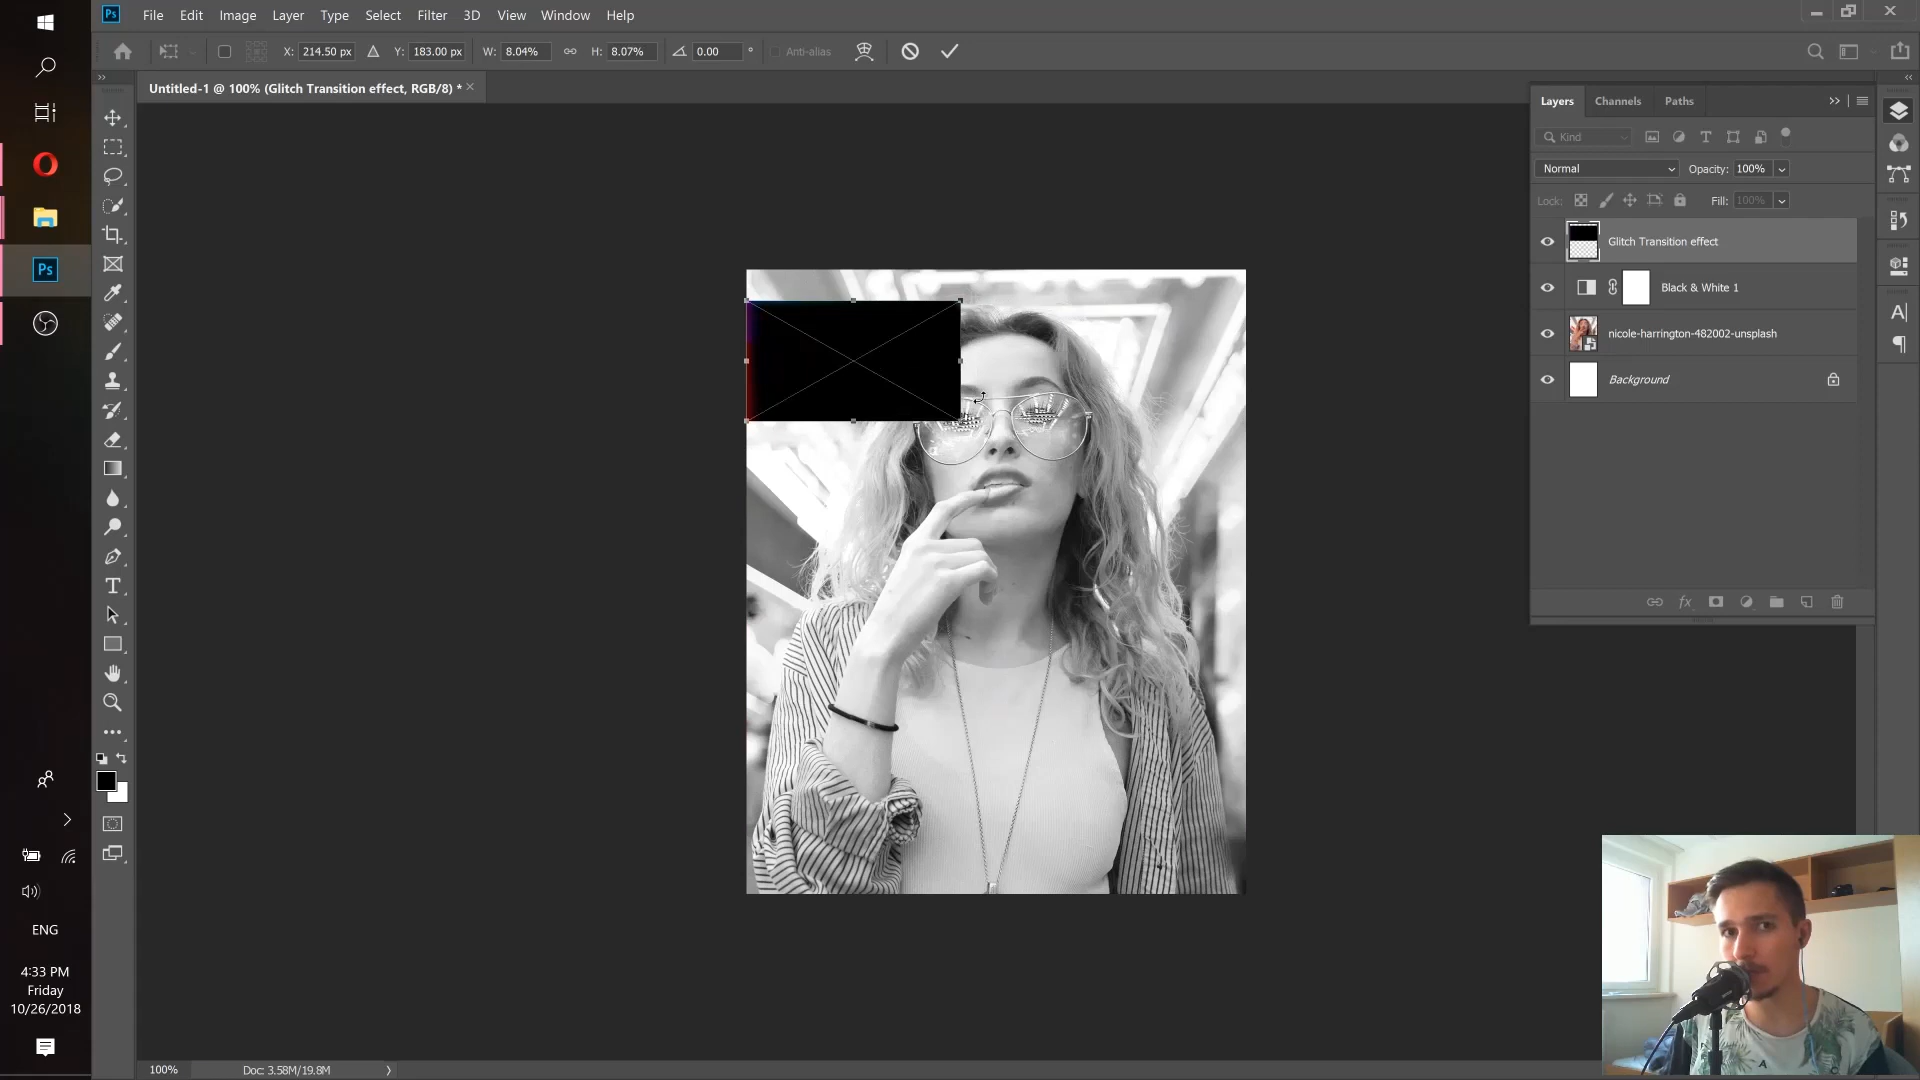 Ps File Edit Image Layer Type Select Filter 3D View Window Help
X: 214.50 px Y: 183.00 px W: 8.04% H: 8.07% 0.00 ° Anti-alias
Untitled-1 @ 100% (Glitch Transition effect, RGB/8) *
Layers Channels Paths
Kind
Normal Opacity: 100%
Lock: Fill: 100%
Glitch Transition effect
Black & White 1
nicole-harrington-482002-unsplash
Background
Ps
ENG
4:33 PM
Friday
10/26/2018
100% Doc: 3.58M/19.8M